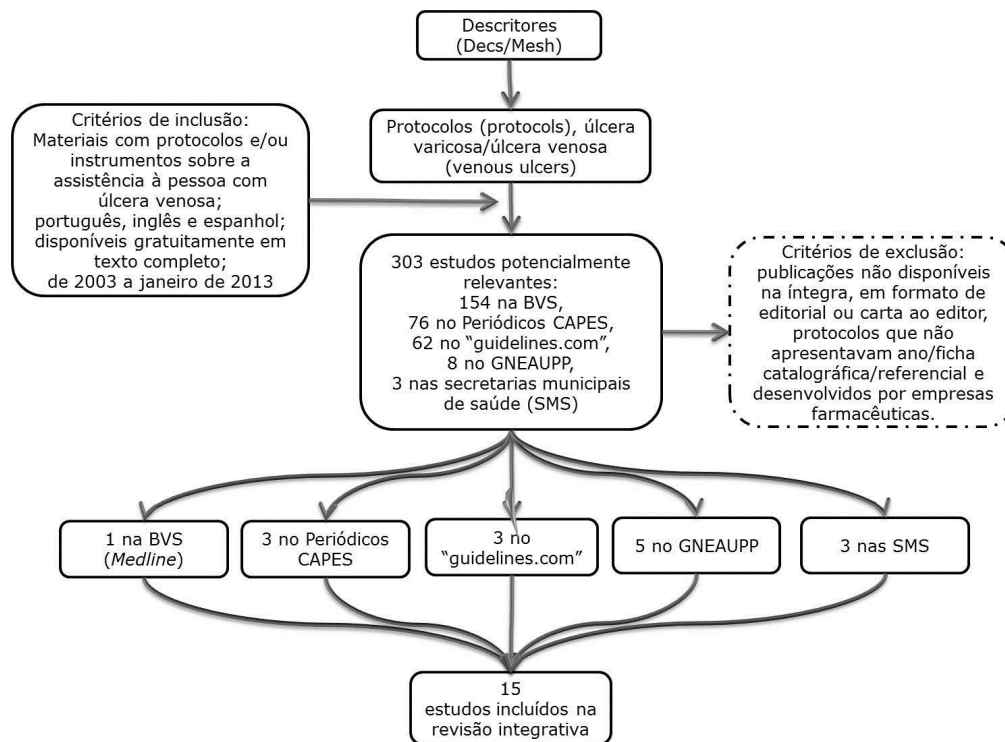 Descritores
(Decs/Mesh)
Critérios de inclusão:
Materiais com protocolos e/ou
instrumentos sobre a
assistência à pessoa com
úlcera venosa;
português, inglês e espanhol;
disponíveis gratuitamente em
texto completo;
de 2003 a janeiro de 2013
Protocolos (protocols), úlcera
varicosa/úlcera venosa
(venous ulcers)
303 estudos potencialmente
relevantes:
154 na BVS,
76 no Periódicos CAPES,
62 no “guidelines.com”,
8 no GNEAUPP,
3 nas secretarias municipais
de saúde (SMS)
Critérios de exclusão:
publicações não disponíveis
na íntegra, em formato de
editorial ou carta ao editor,
protocolos que não
apresentavam ano/ficha
catalográfica/referencial e
desenvolvidos por empresas
farmacêuticas.
1 na BVS
(Medline)
3 no Periódicos
CAPES
3 no
“guidelines.com”
5 no GNEAUPP
3 nas SMS
15
estudos incluídos na
revisão integrativa